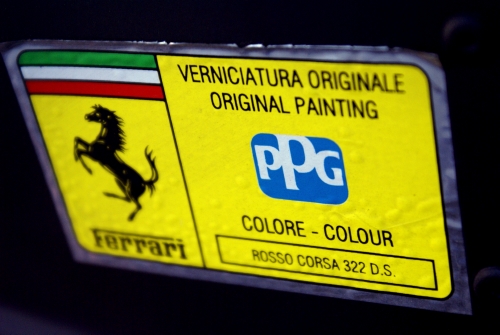 VERNICIATURA ORIGINALE
ORIGINAL PAINTING
PPG
COLORE - COLOUR
ROSSO CORSA 322 D.S.
Ferrari